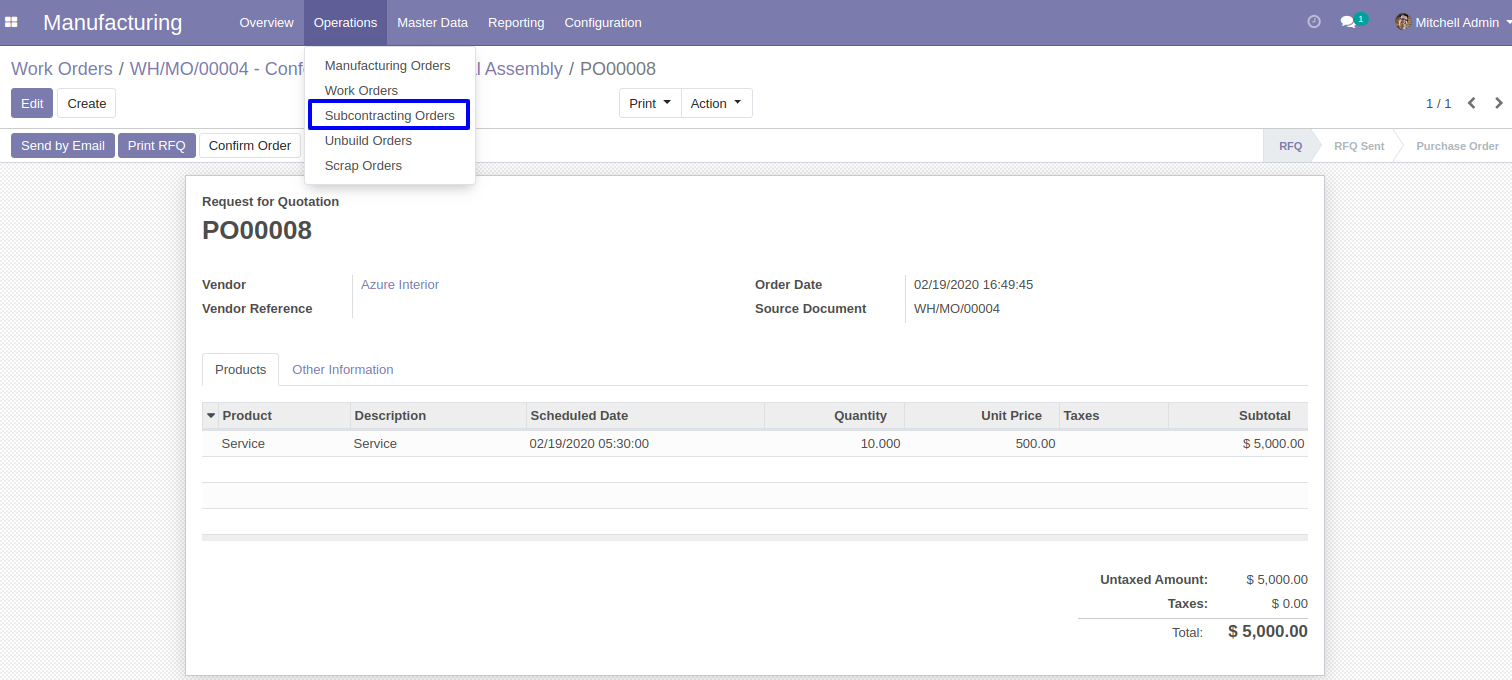 Manufacturing Overview Operations Master Data Reporting Configuration 1 Mitchell Admin
Work Orders / WH/MO/00004 - Assembly / PO00008
Manufacturing Orders
Work Orders
Subcontracting Orders
Unbuild Orders
Scrap Orders
Edit Create Print Action 1 / 1
Send by Email Print RFQ Confirm Order RFQ RFQ Sent Purchase Order
Request for Quotation
PO00008
Vendor Azure Interior Order Date 02/19/2020 16:49:45
Vendor Reference Source Document WH/MO/00004
Products Other Information
Product Description Scheduled Date Quantity Unit Price Taxes Subtotal
Service Service 02/19/2020 05:30:00 10.000 500.00 $ 5,000.00
Untaxed Amount: $ 5,000.00
Taxes: $ 0.00
Total: $ 5,000.00